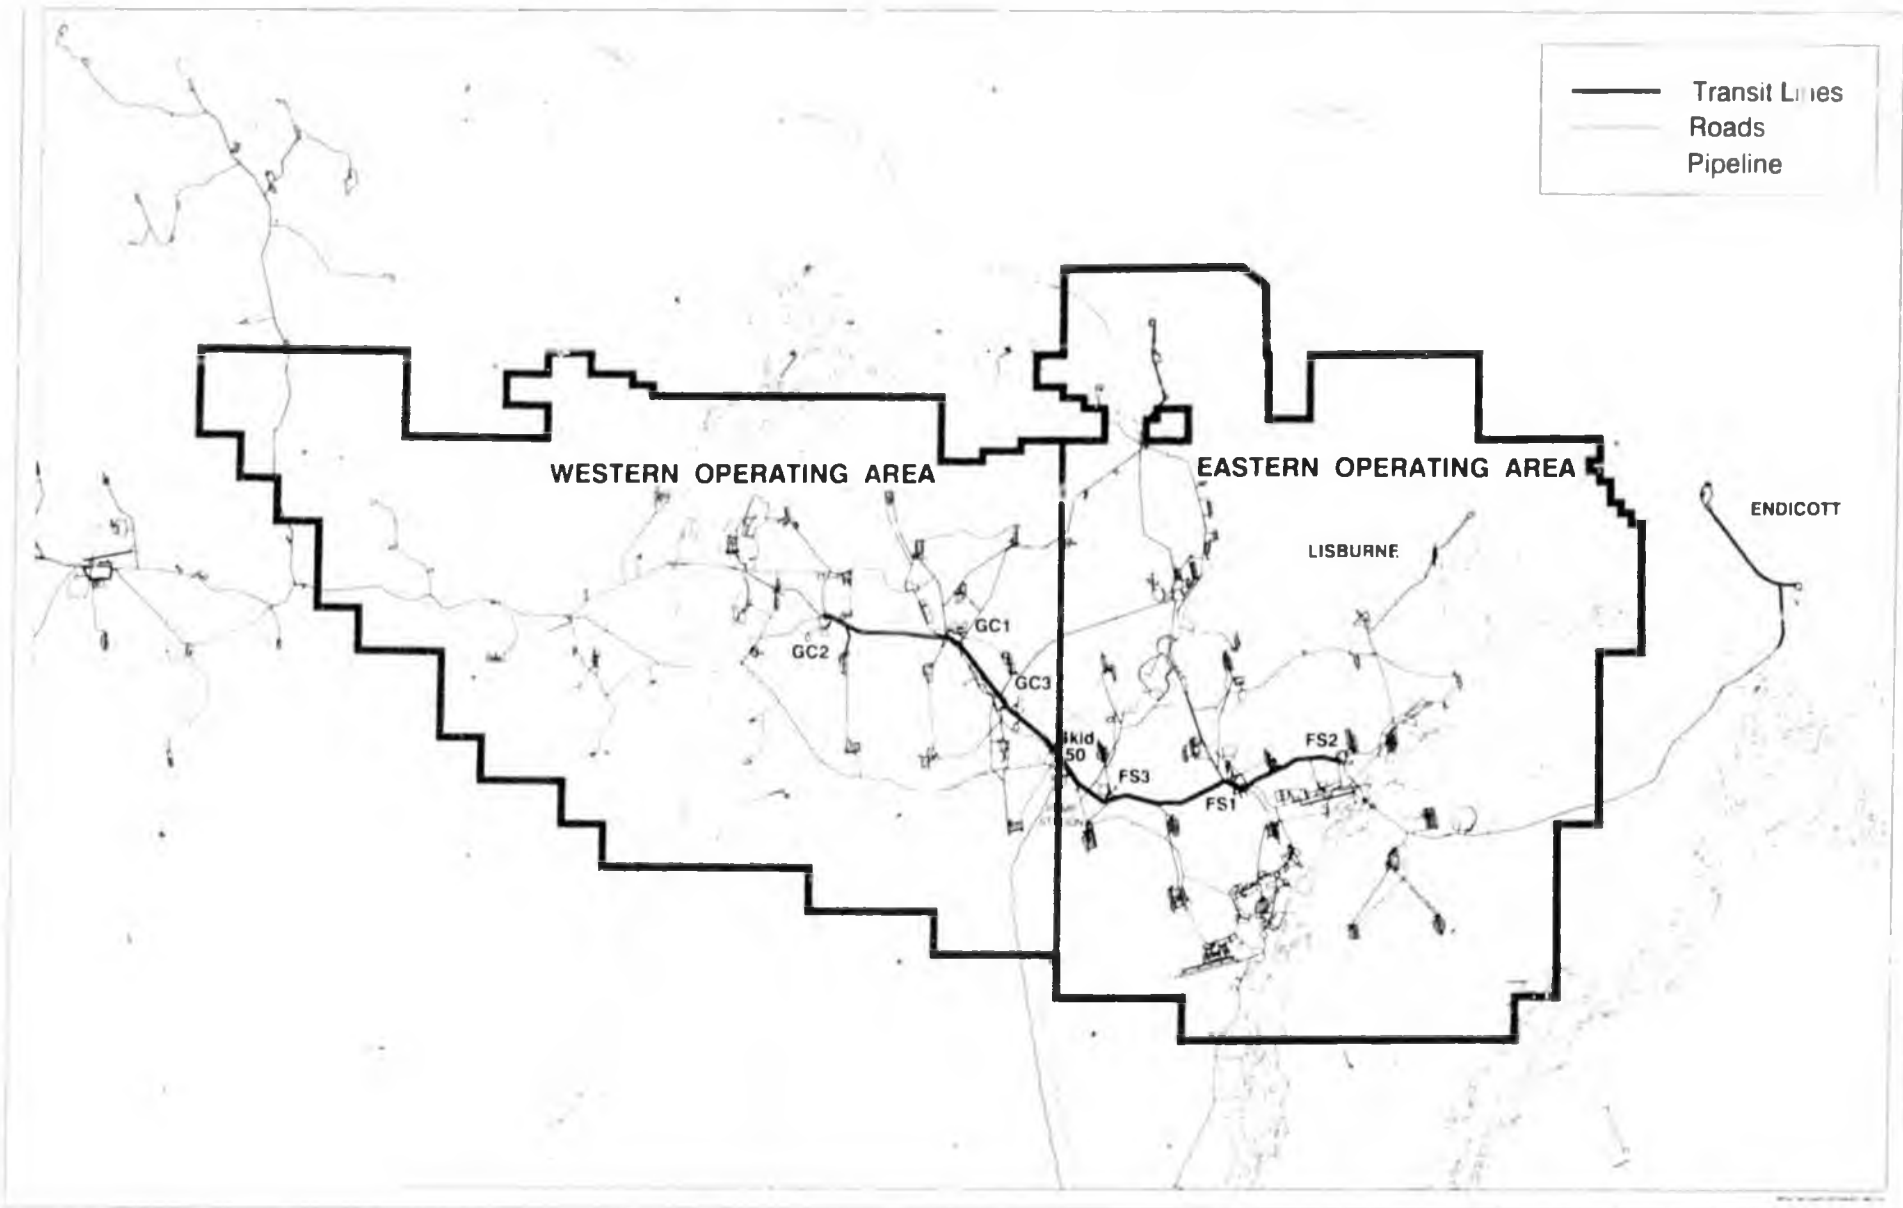 Transit Lines
Roads
Pipeline
WESTERN OPERATING AREA
EASTERN OPERATING AREA
ENDICOTT
LISBURNE
GC1
GC2
GC3
Skid
50
FS2
FS3
FS1